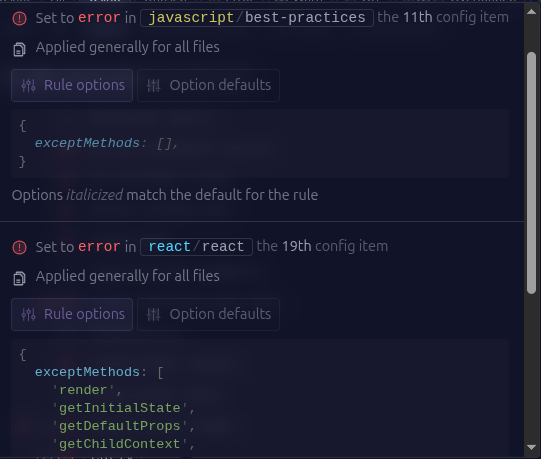 Set to error in javascript/best-practices the 11th config item
Applied generally for all files
Rule options Option defaults
{
exceptMethods: [],
}
Options italicized match the default for the rule
Set to error in react/react the 19th config item
Applied generally for all files
Rule options Option defaults
{
exceptMethods: [
'render',
'getInitialState',
'getDefaultProps',
'getChildContext',